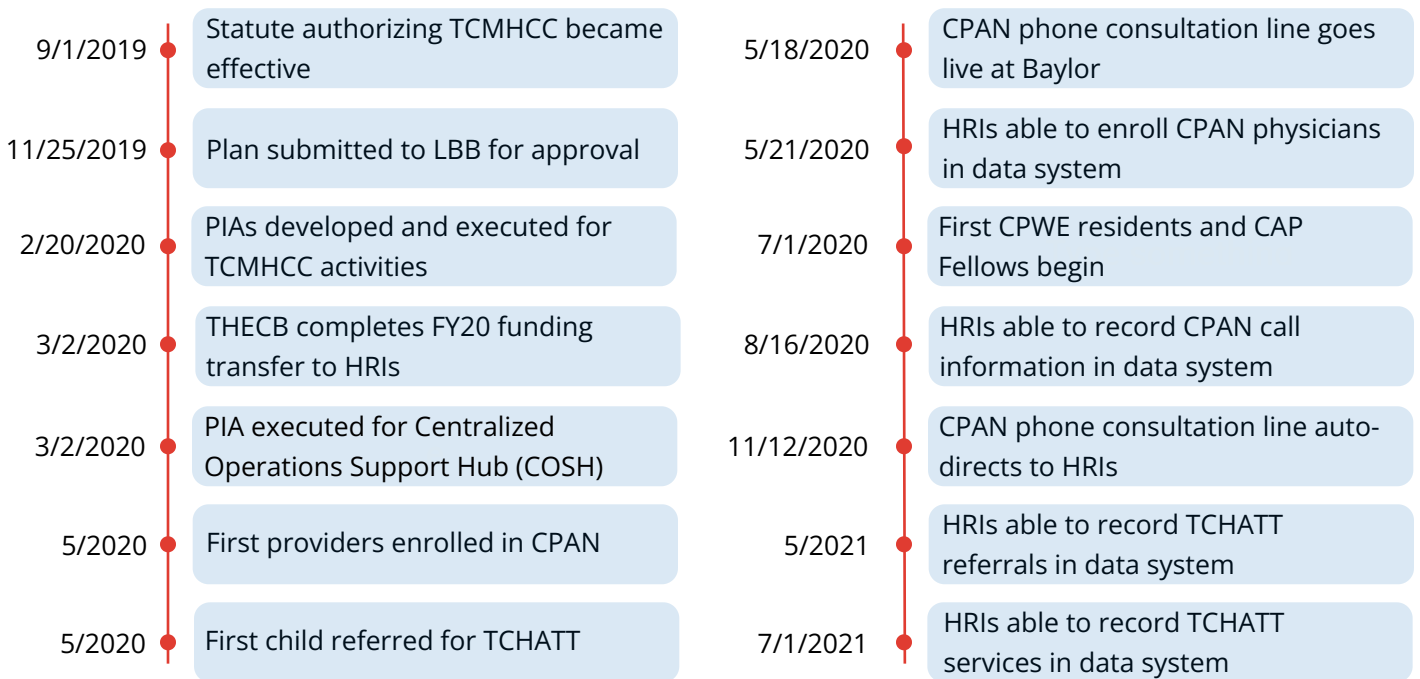 9/1/2019
Statute authorizing TCMHCC became
effective
11/25/2019
Plan submitted to LBB for approval
2/20/2020
PIAs developed and executed for
TCMHCC activities
3/2/2020
THECB completes FY20 funding
transfer to HRIs
3/2/2020
PIA executed for Centralized
Operations Support Hub (COSH)
5/2020
First providers enrolled in CPAN
5/2020
First child referred for TCHATT
5/18/2020
CPAN phone consultation line goes
live at Baylor
5/21/2020
HRIs able to enroll CPAN physicians
in data system
7/1/2020
First CPWE residents and CAP
Fellows begin
8/16/2020
HRIs able to record CPAN call
information in data system
11/12/2020
CPAN phone consultation line auto-
directs to HRIs
5/2021
HRIs able to record TCHATT
referrals in data system
7/1/2021
HRIs able to record TCHATT
services in data system